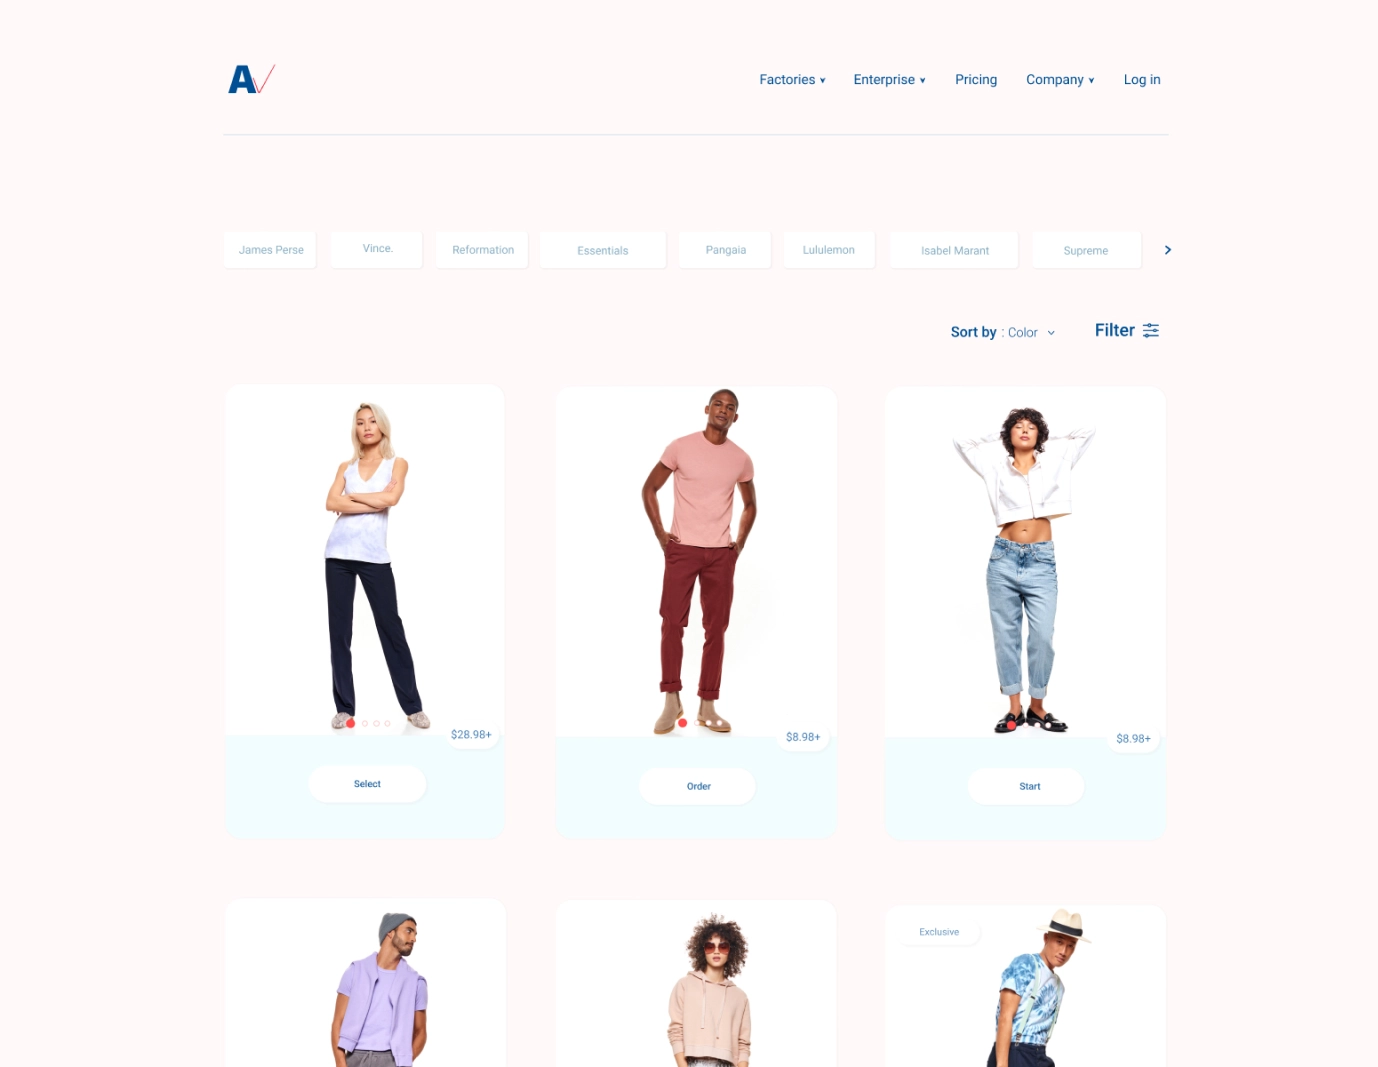 AV
Factories ▾ Enterprise ▾ Pricing Company ▾ Log in
James Perse Vince. Reformation Essentials Pangaia Lululemon Isabel Marant Supreme
Sort by : Color Filter
$28.98+ $8.98+ $8.98+
Select Order Start
Exclusive